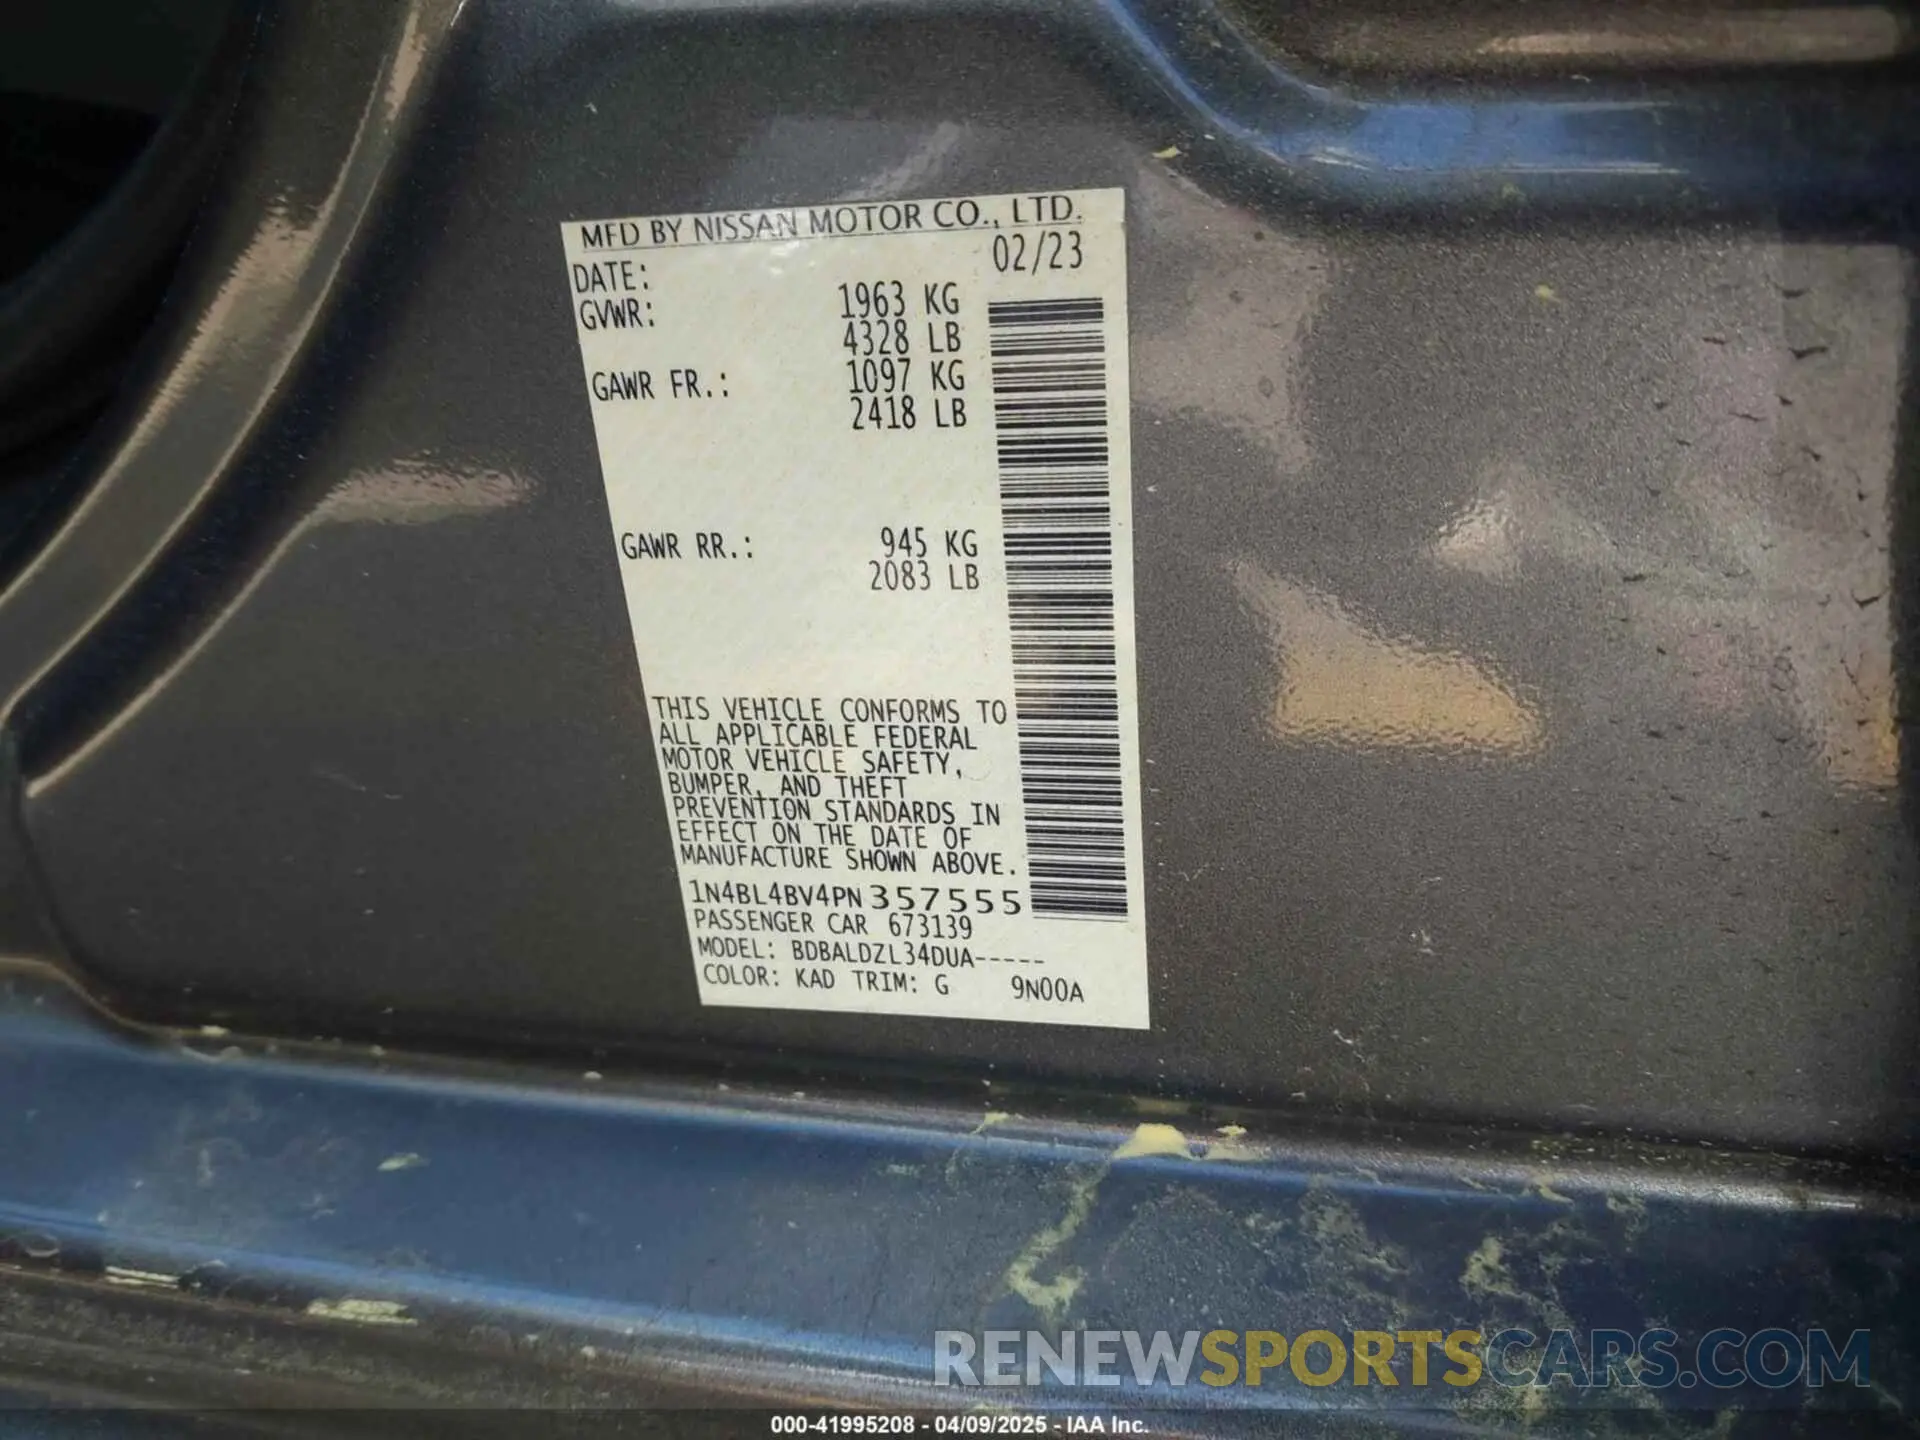 MFD BY NISSAN MOTOR CO., LTD.
DATE: 02/23
GVWR: 1963 KG
4328 LB
GAWR FR.: 1097 KG
2418 LB
GAWR RR.: 945 KG
2083 LB
THIS VEHICLE CONFORMS TO
ALL APPLICABLE FEDERAL
MOTOR VEHICLE SAFETY,
BUMPER, AND THEFT
PREVENTION STANDARDS IN
EFFECT ON THE DATE OF
MANUFACTURE SHOWN ABOVE.
1N4BL4BV4PN357555
PASSENGER CAR 673139
MODEL: BDBALDZL34DUA-----
COLOR: KAD TRIM: G 9N00A
RENEWSPORTSCARS.COM
000-41995208 - 04/09/2025 - IAA Inc.